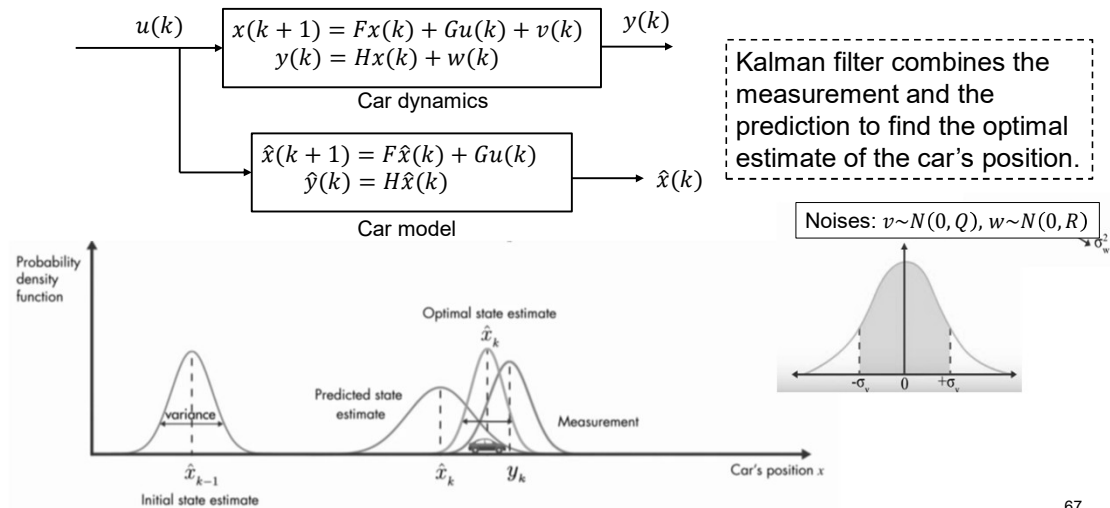 u(k)
x(k + 1) = Fx(k) + Gu(k) + v(k)
y(k) = Hx(k) + w(k)
y(k)
Car dynamics
x̂(k + 1) = Fx̂(k) + Gu(k)
ŷ(k) = Hx̂(k)
x̂(k)
Car model
Kalman filter combines the
measurement and the
prediction to find the optimal
estimate of the car’s position.
Noises: v~N(0, Q), w~N(0, R)
σ²w
-σv 0 +σv
Probability
density
function
Optimal state estimate
x̂k
Predicted state
estimate
variance
Measurement
x̂k-1
x̂k
yk
Car's position x
Initial state estimate
67